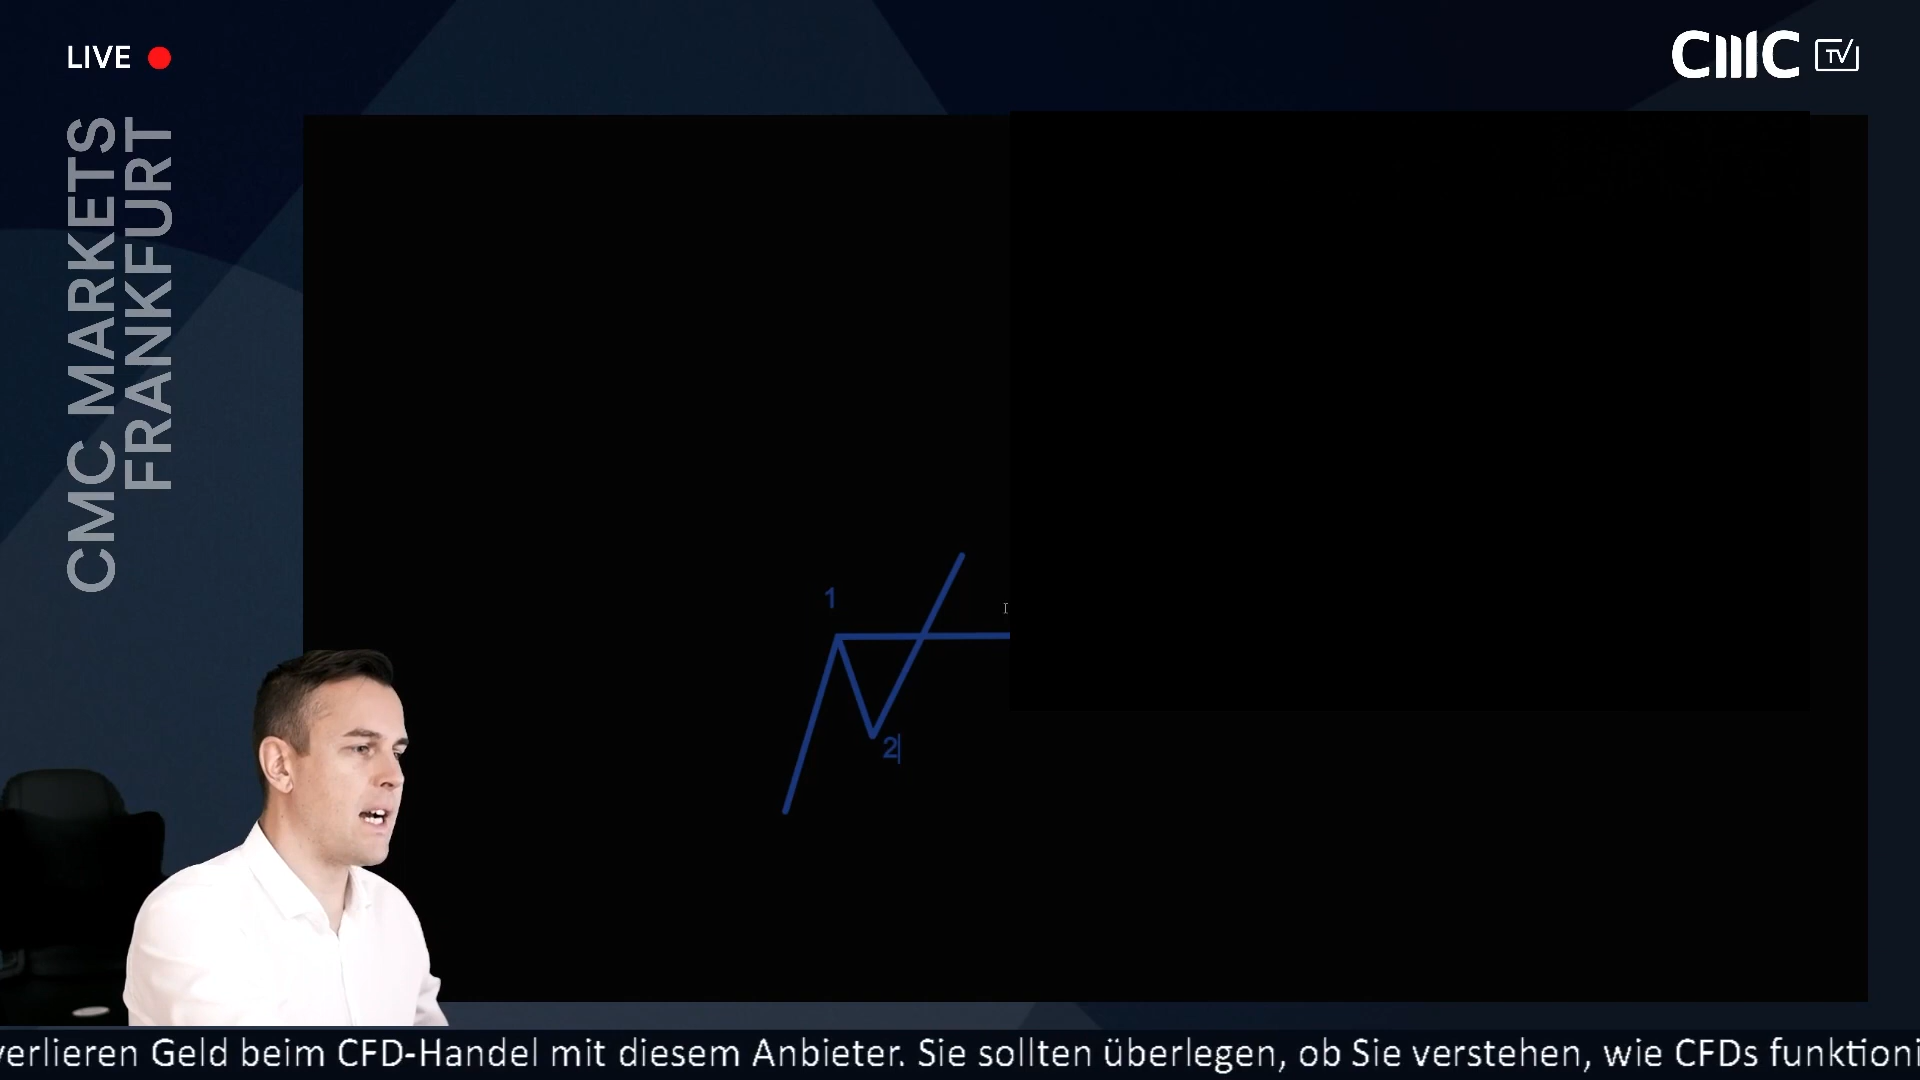 LIVE
CMC TV
CMC MARKETS
FRANKFURT
1
2
verlieren Geld beim CFD-Handel mit diesem Anbieter. Sie sollten überlegen, ob Sie verstehen, wie CFDs funktioni